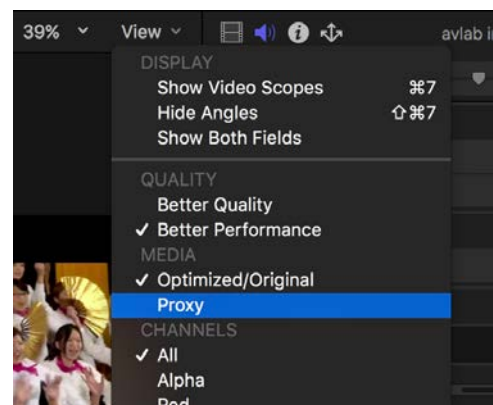 39% View avlab i
DISPLAY
Show Video Scopes ⌘7
Hide Angles ⇧⌘7
Show Both Fields
QUALITY
Better Quality
✓ Better Performance
MEDIA
✓ Optimized/Original
Proxy
CHANNELS
✓ All
Alpha
Red